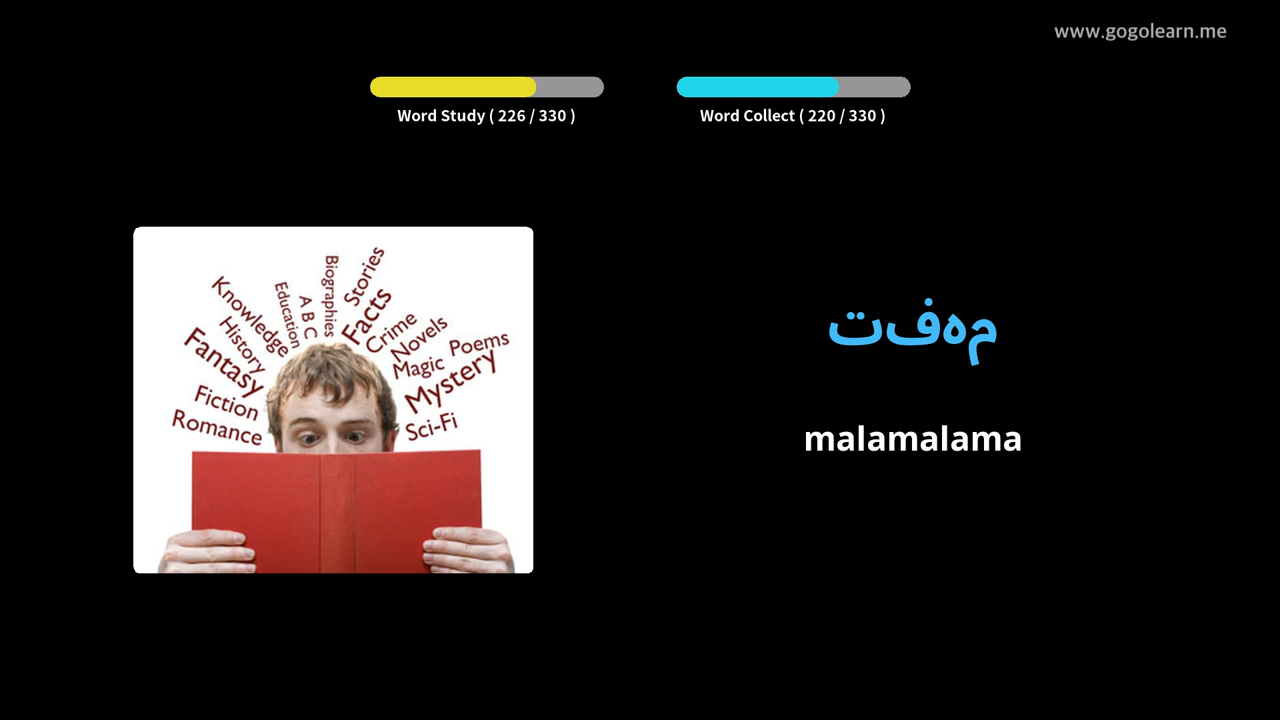 www.gogolearn.me
Word Study ( 226 / 330 )
Word Collect ( 220 / 330 )
Biographies
Stories
Education
A B C
Facts
Knowledge
History
Crime
Novels
Poems
Fantasy
Magic
Mystery
Fiction
Romance
Sci-Fi
تفهم
malamalama